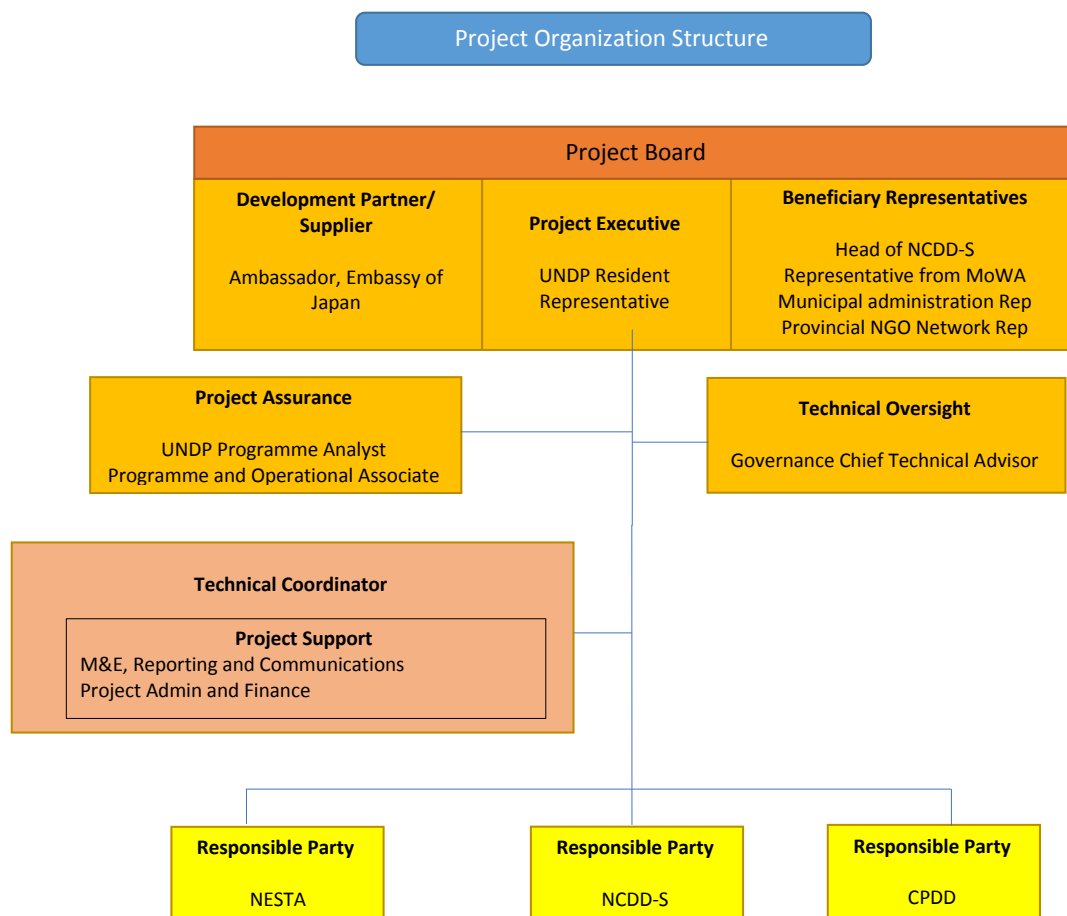 Project Organization Structure
Project Board
Development Partner/
Supplier
Ambassador, Embassy of
Japan
Project Executive
UNDP Resident
Representative
Beneficiary Representatives
Head of NCDD-S
Representative from MoWA
Municipal administration Rep
Provincial NGO Network Rep
Project Assurance
UNDP Programme Analyst
Programme and Operational Associate
Technical Oversight
Governance Chief Technical Advisor
Technical Coordinator
Project Support
M&E, Reporting and Communications
Project Admin and Finance
Responsible Party
NESTA
Responsible Party
NCDD-S
Responsible Party
CPDD